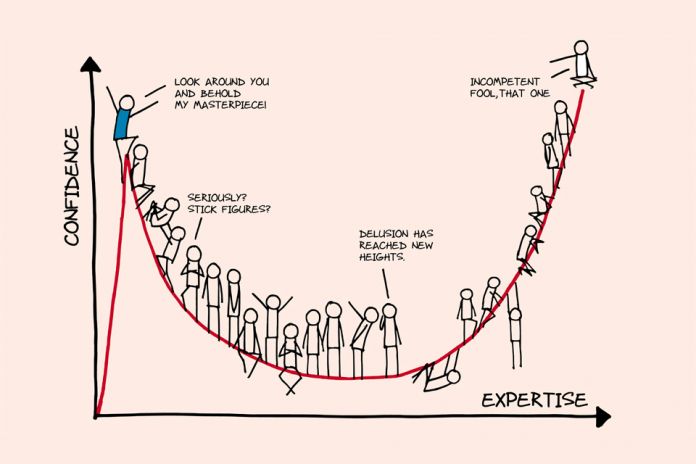 LOOK AROUND YOU
AND BEHOLD
MY MASTERPIECE!
INCOMPETENT
FOOL, THAT ONE
CONFIDENCE
SERIOUSLY?
STICK FIGURES?
DELUSION HAS
REACHED NEW
HEIGHTS.
EXPERTISE